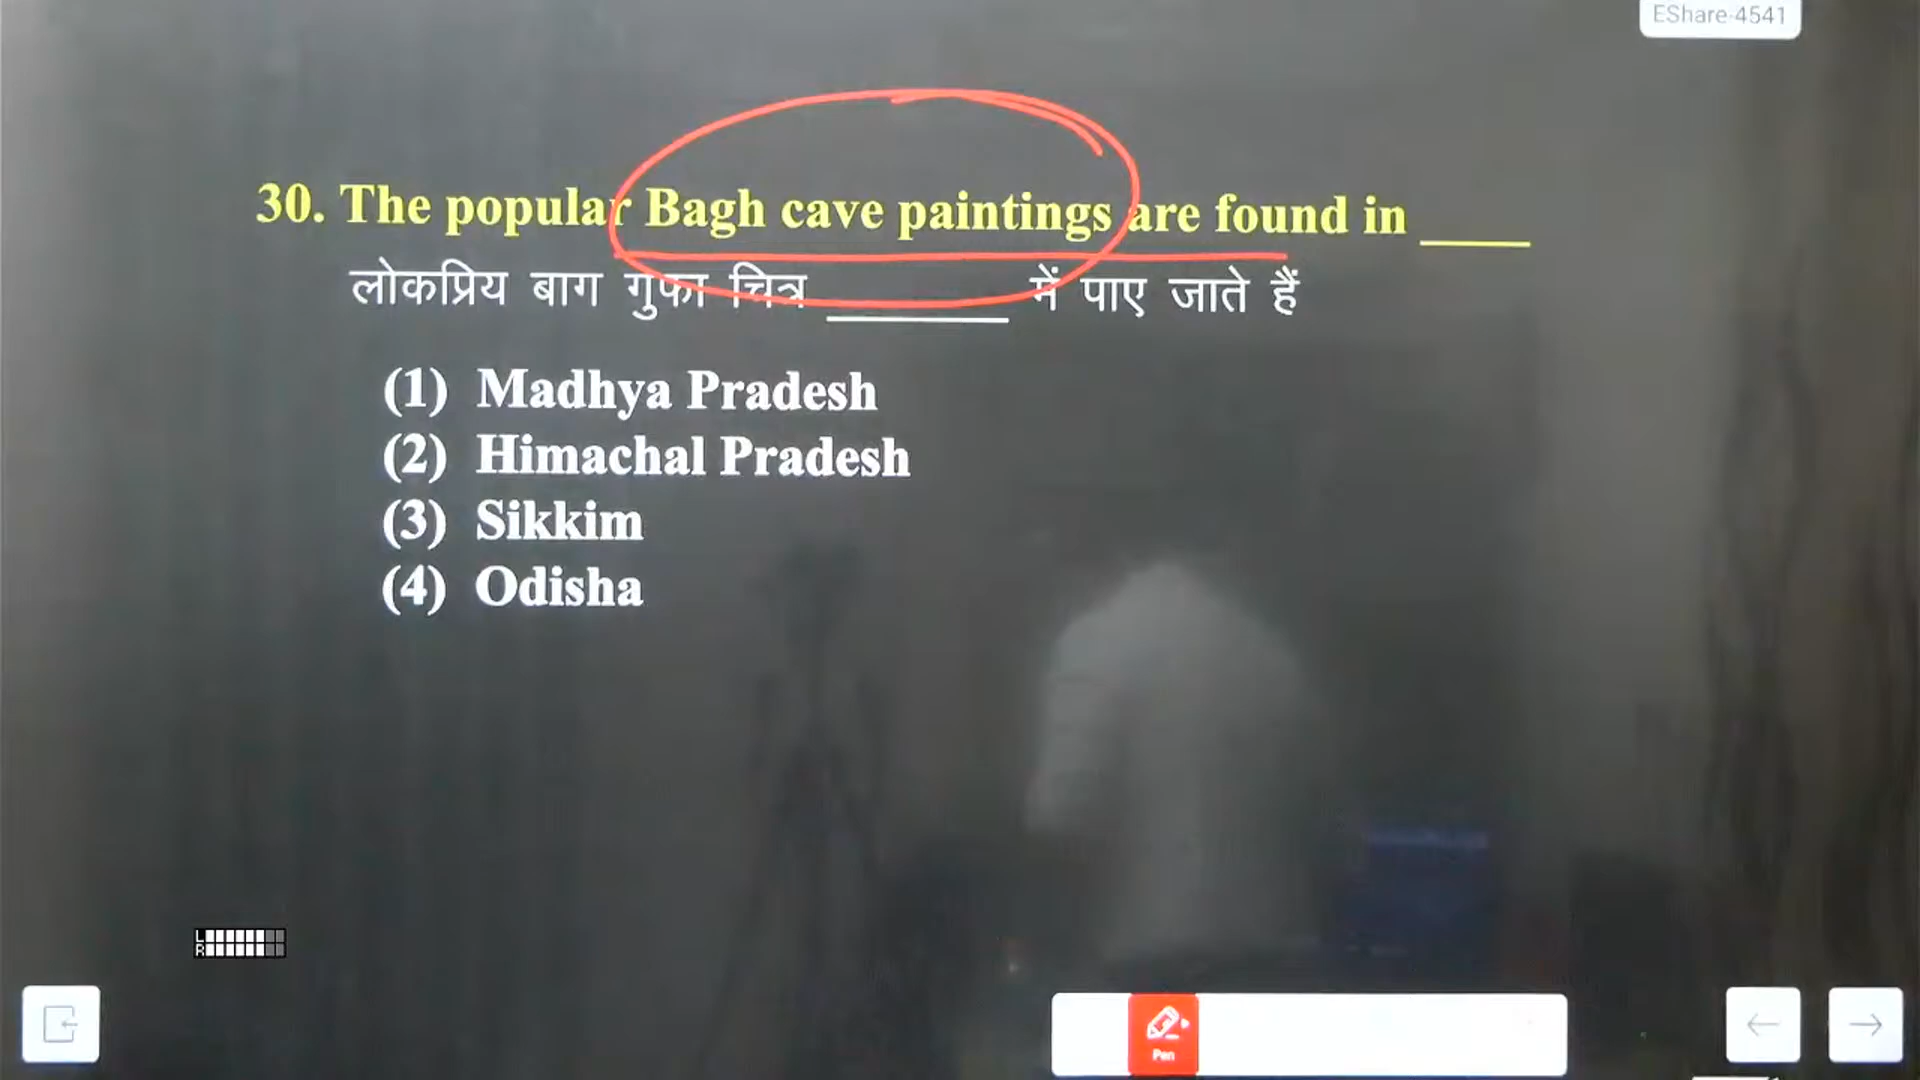 EShare-4541
30. The popular Bagh cave paintings are found in ____
लोकप्रिय बाग गुफा चित्र ________ में पाए जाते हैं
(1) Madhya Pradesh
(2) Himachal Pradesh
(3) Sikkim
(4) Odisha
L
R
Pen